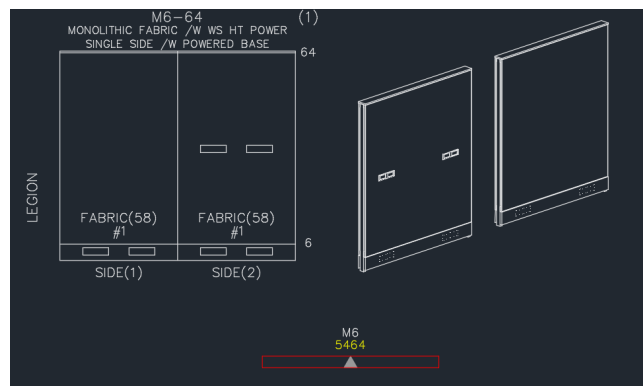 M6-64 (1)
MONOLITHIC FABRIC /W WS HT POWER
SINGLE SIDE /W POWERED BASE
64
LEGION
FABRIC(58) FABRIC(58)
#1 #1
6
SIDE(1) SIDE(2)
M6
5464